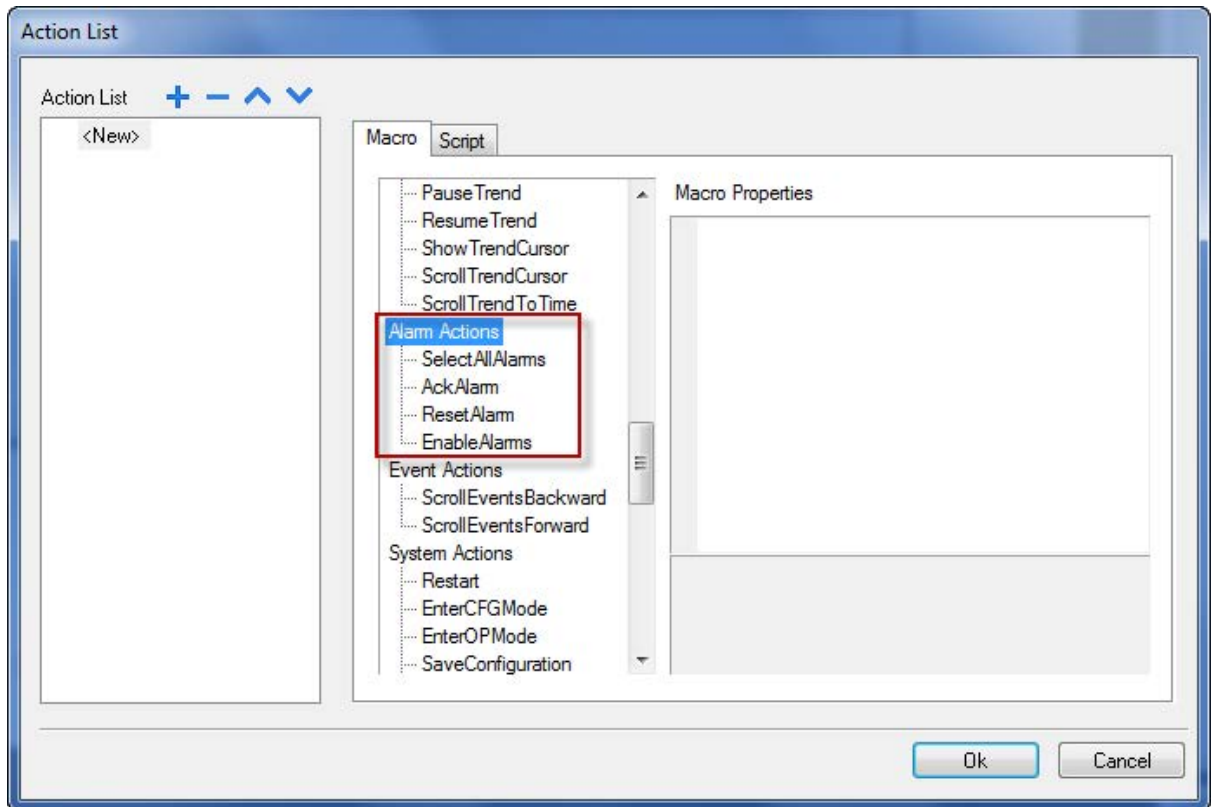 Action List
Action List
<New>
Macro
Script
PauseTrend
ResumeTrend
ShowTrendCursor
ScrollTrendCursor
ScrollTrendToTime
Alarm Actions
SelectAllAlarms
AckAlarm
ResetAlarm
EnableAlarms
Event Actions
ScrollEventsBackward
ScrollEventsForward
System Actions
Restart
EnterCFGMode
EnterOPMode
SaveConfiguration
Macro Properties
Ok
Cancel